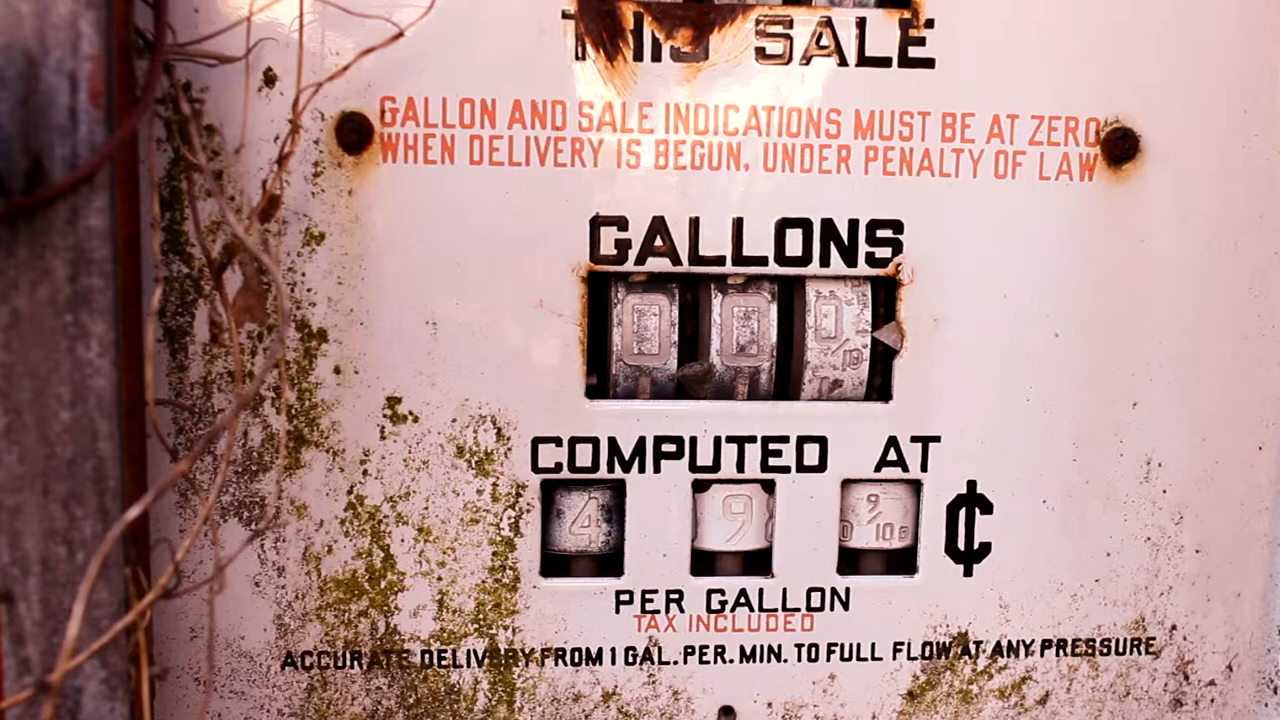 THIS SALE
GALLON AND SALE INDICATIONS MUST BE AT ZERO
WHEN DELIVERY IS BEGUN, UNDER PENALTY OF LAW
GALLONS
0 0 0/10
COMPUTED AT
4 9 9/10 ¢
PER GALLON
TAX INCLUDED
ACCURATE DELIVERY FROM 1 GAL. PER. MIN. TO FULL FLOW AT ANY PRESSURE